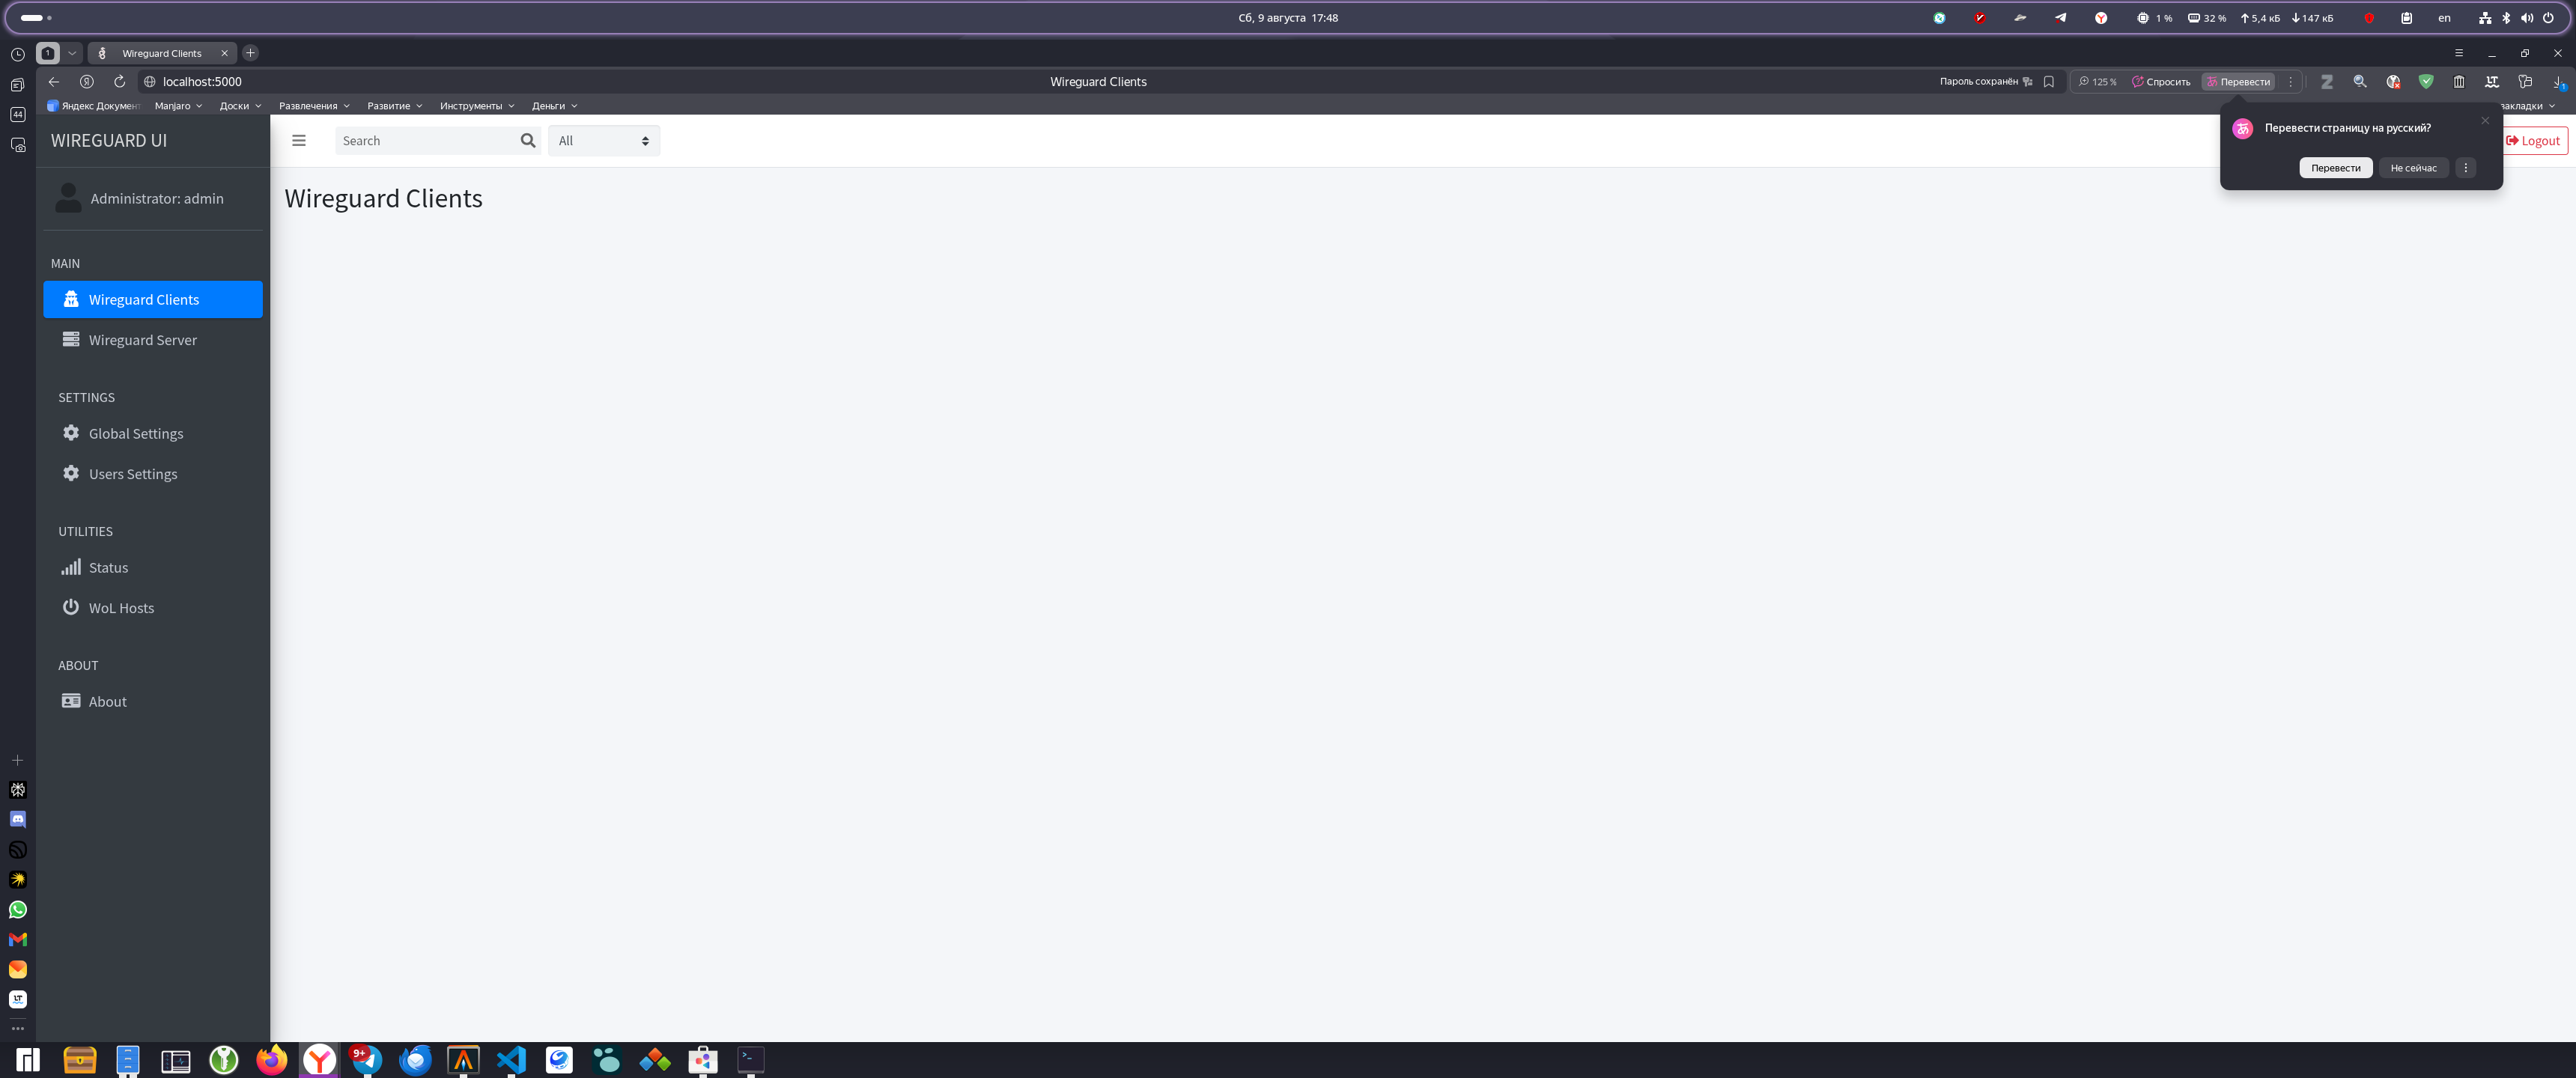 Сб, 9 августа 17:48
1 %
32 %
5,4 кБ
147 кБ
en
1
Wireguard Clients
localhost:5000
Wireguard Clients
Пароль сохранён
125 %
Спросить
Перевести
1
Яндекс Документ
Manjaro
Доски
Развлечения
Развитие
Инструменты
Деньги
закладки
44
WIREGUARD UI
Search
All
Перевести страницу на русский?
Перевести
Не сейчас
Logout
Administrator: admin
Wireguard Clients
MAIN
Wireguard Clients
Wireguard Server
SETTINGS
Global Settings
Users Settings
UTILITIES
Status
WoL Hosts
ABOUT
About
LT
9+